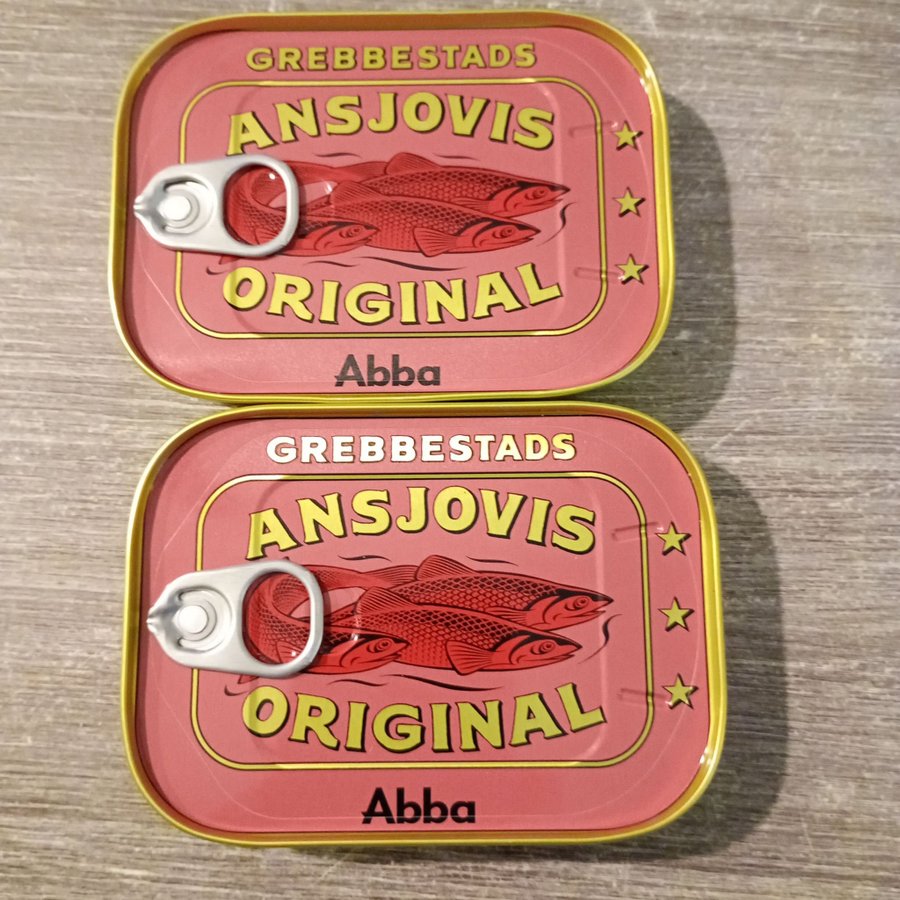 GREBBESTADS
ANSJOVIS
ORIGINAL
Abba
GREBBESTADS
ANSJOVIS
ORIGINAL
Abba